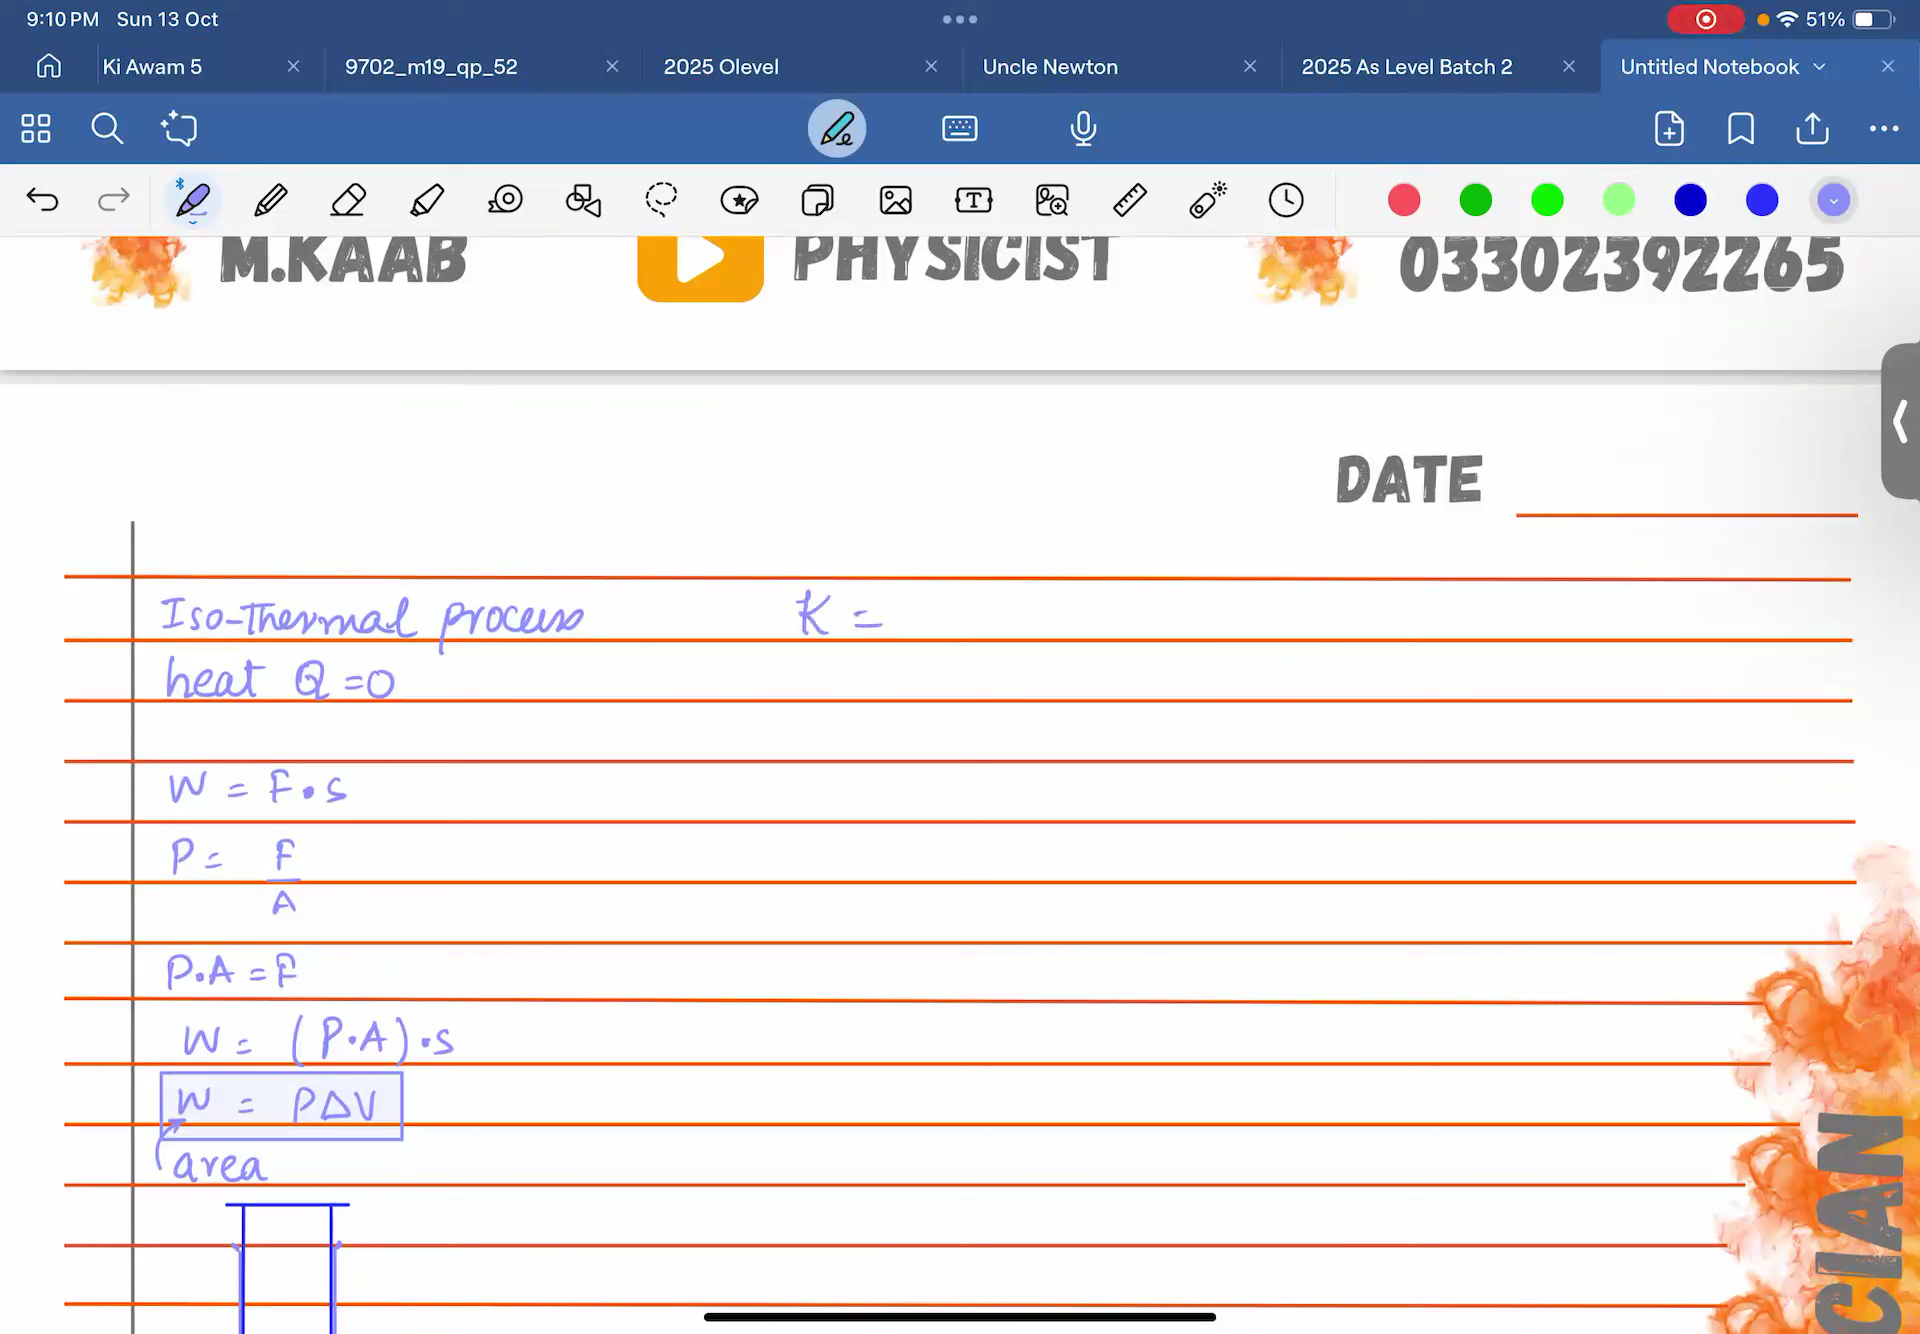 9:10 PM Sun 13 Oct 51%
Ki Awam 5 9702_m19_qp_52 2025 Olevel Uncle Newton 2025 As Level Batch 2 Untitled Notebook
M.KAAB PHYSICIST 03302392265
DATE
Iso-thermal process K =
heat Q =0
W = F•s
P = F
A
P.A = F
W = (P•A)•s
W = PΔV
area
CIAN